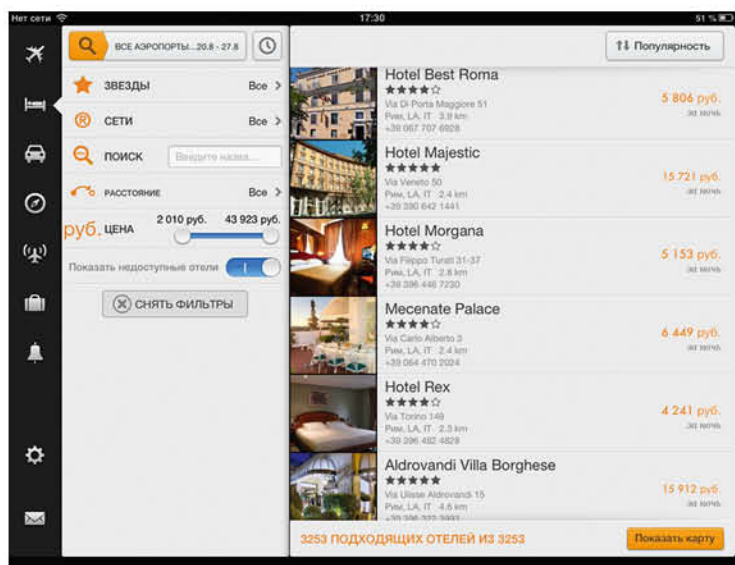 Нет сети
17:30
51 %
ВСЕ АЭРОПОРТЫ...20.8 - 27.8
Популярность
ЗВЕЗДЫ
Все
СЕТИ
Все
ПОИСК
Введите назва...
РАССТОЯНИЕ
Все
руб. ЦЕНА
2 010 руб.
43 923 руб.
Показать недоступные отели
СНЯТЬ ФИЛЬТРЫ
Hotel Best Roma
Via Di Porta Maggiore 51
Рим, LA, IT 3.9 km
+39 067 707 6928
5 806 руб.
за ночь
Hotel Majestic
Via Veneto 50
Рим, LA, IT 2.4 km
+39 390 642 1441
15 721 руб.
за ночь
Hotel Morgana
Via Filippo Turati 31-37
Рим, LA, IT 2.8 km
+39 396 446 7230
5 153 руб.
за ночь
Mecenate Palace
Via Carlo Alberto 3
Рим, LA, IT 2.4 km
+39 064 470 2024
6 449 руб.
за ночь
Hotel Rex
Via Torino 149
Рим, LA, IT 2.3 km
+39 396 482 4828
4 241 руб.
за ночь
Aldrovandi Villa Borghese
Via Ulisse Aldrovandi 15
Рим, LA, IT 4.6 km
+39 396 322 3993
15 912 руб.
за ночь
3253 ПОДХОДЯЩИХ ОТЕЛЕЙ ИЗ 3253
Показать карту